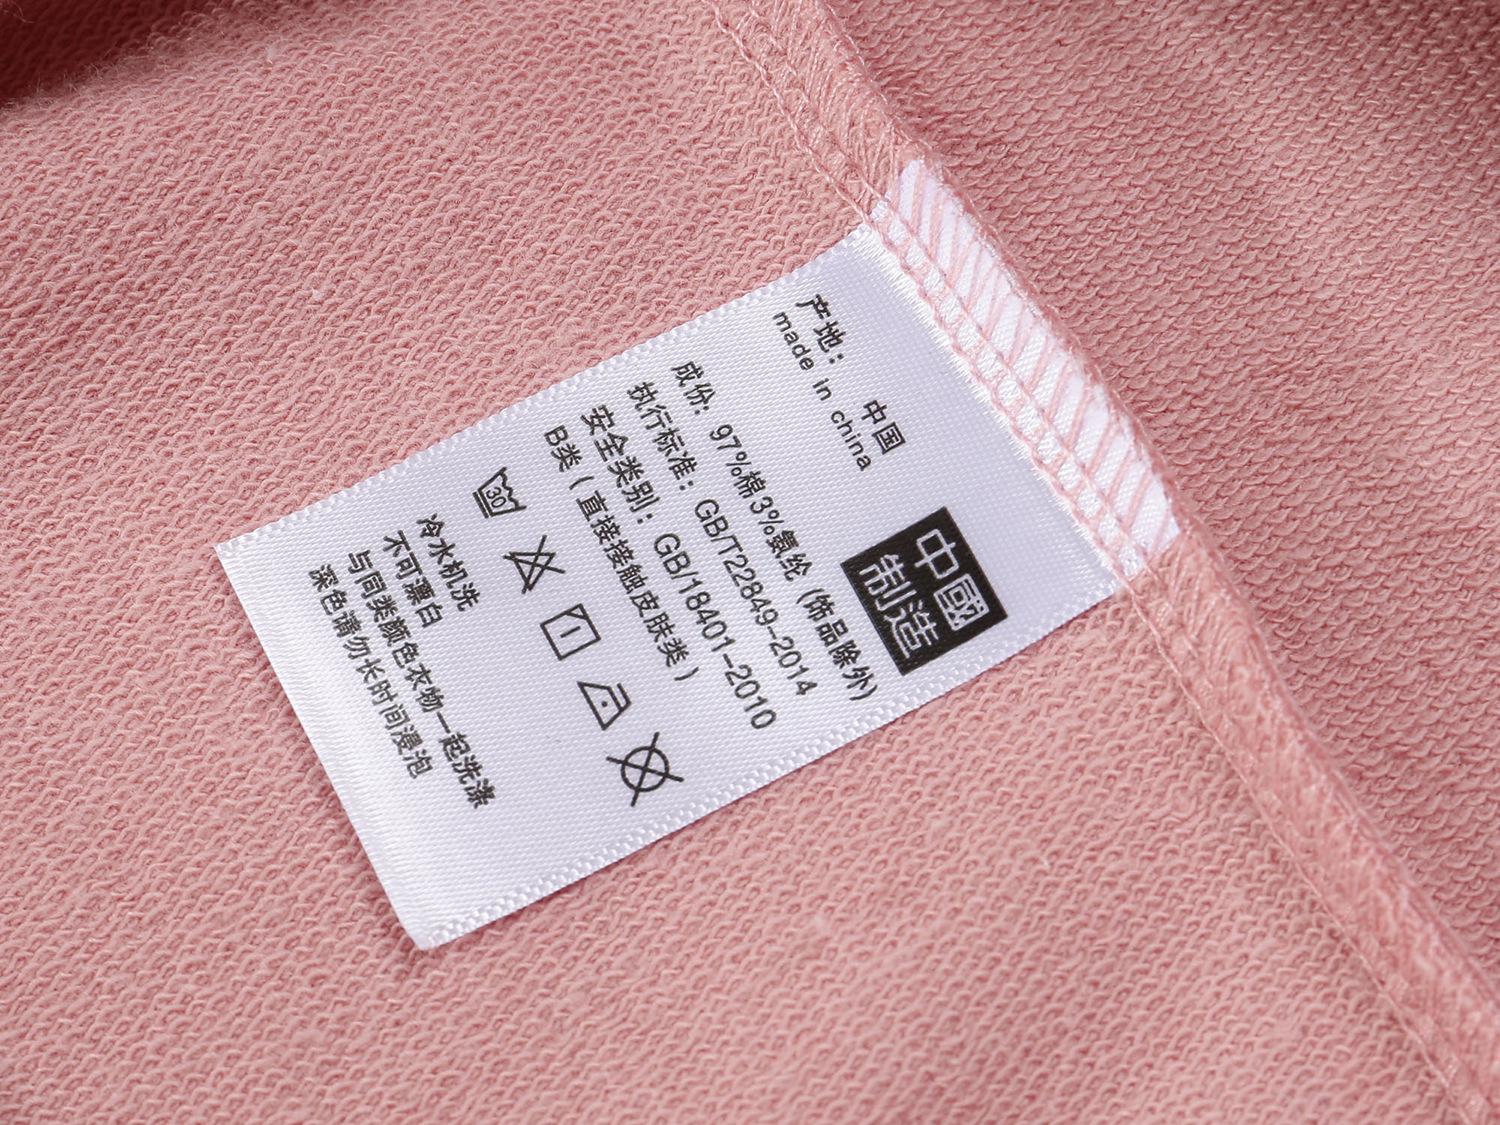 产地： 中国
made in china
中國
制造
成份: 97%棉 3%氨纶 (饰品除外)
执行标准： GB/T22849-2014
安全类别： GB/18401-2010
B类 ( 直接接触皮肤类 )
30
冷水机洗
不可漂白
与同类颜色衣物一起洗涤
深色请勿长时间浸泡